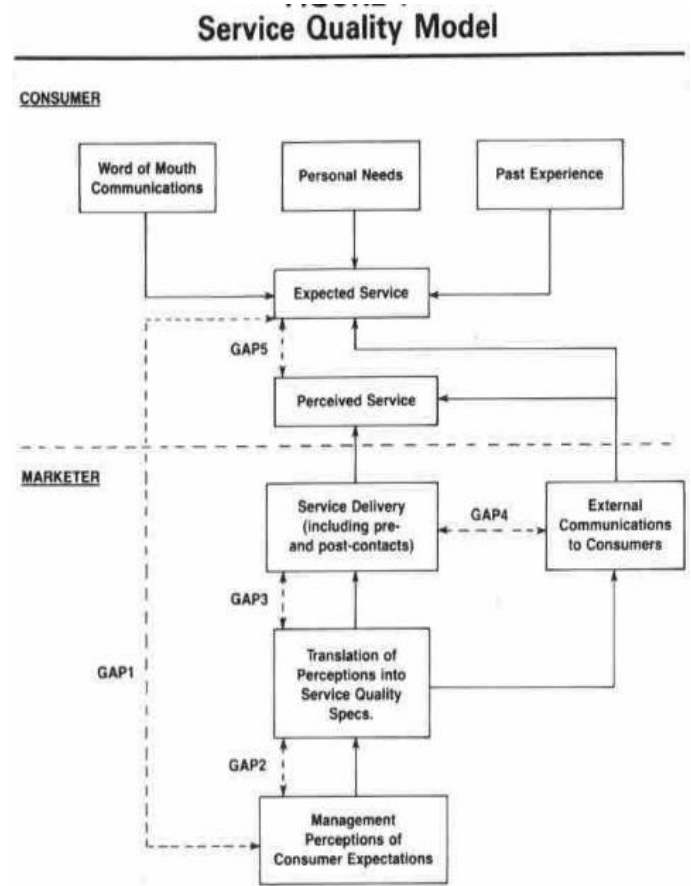 Service Quality Model
CONSUMER
Word of Mouth
Communications
Personal Needs
Past Experience
Expected Service
GAP5
Perceived Service
MARKETER
Service Delivery
(including pre-
and post-contacts)
GAP4
External
Communications
to Consumers
GAP3
Translation of
Perceptions into
Service Quality
Specs.
GAP1
GAP2
Management
Perceptions of
Consumer Expectations